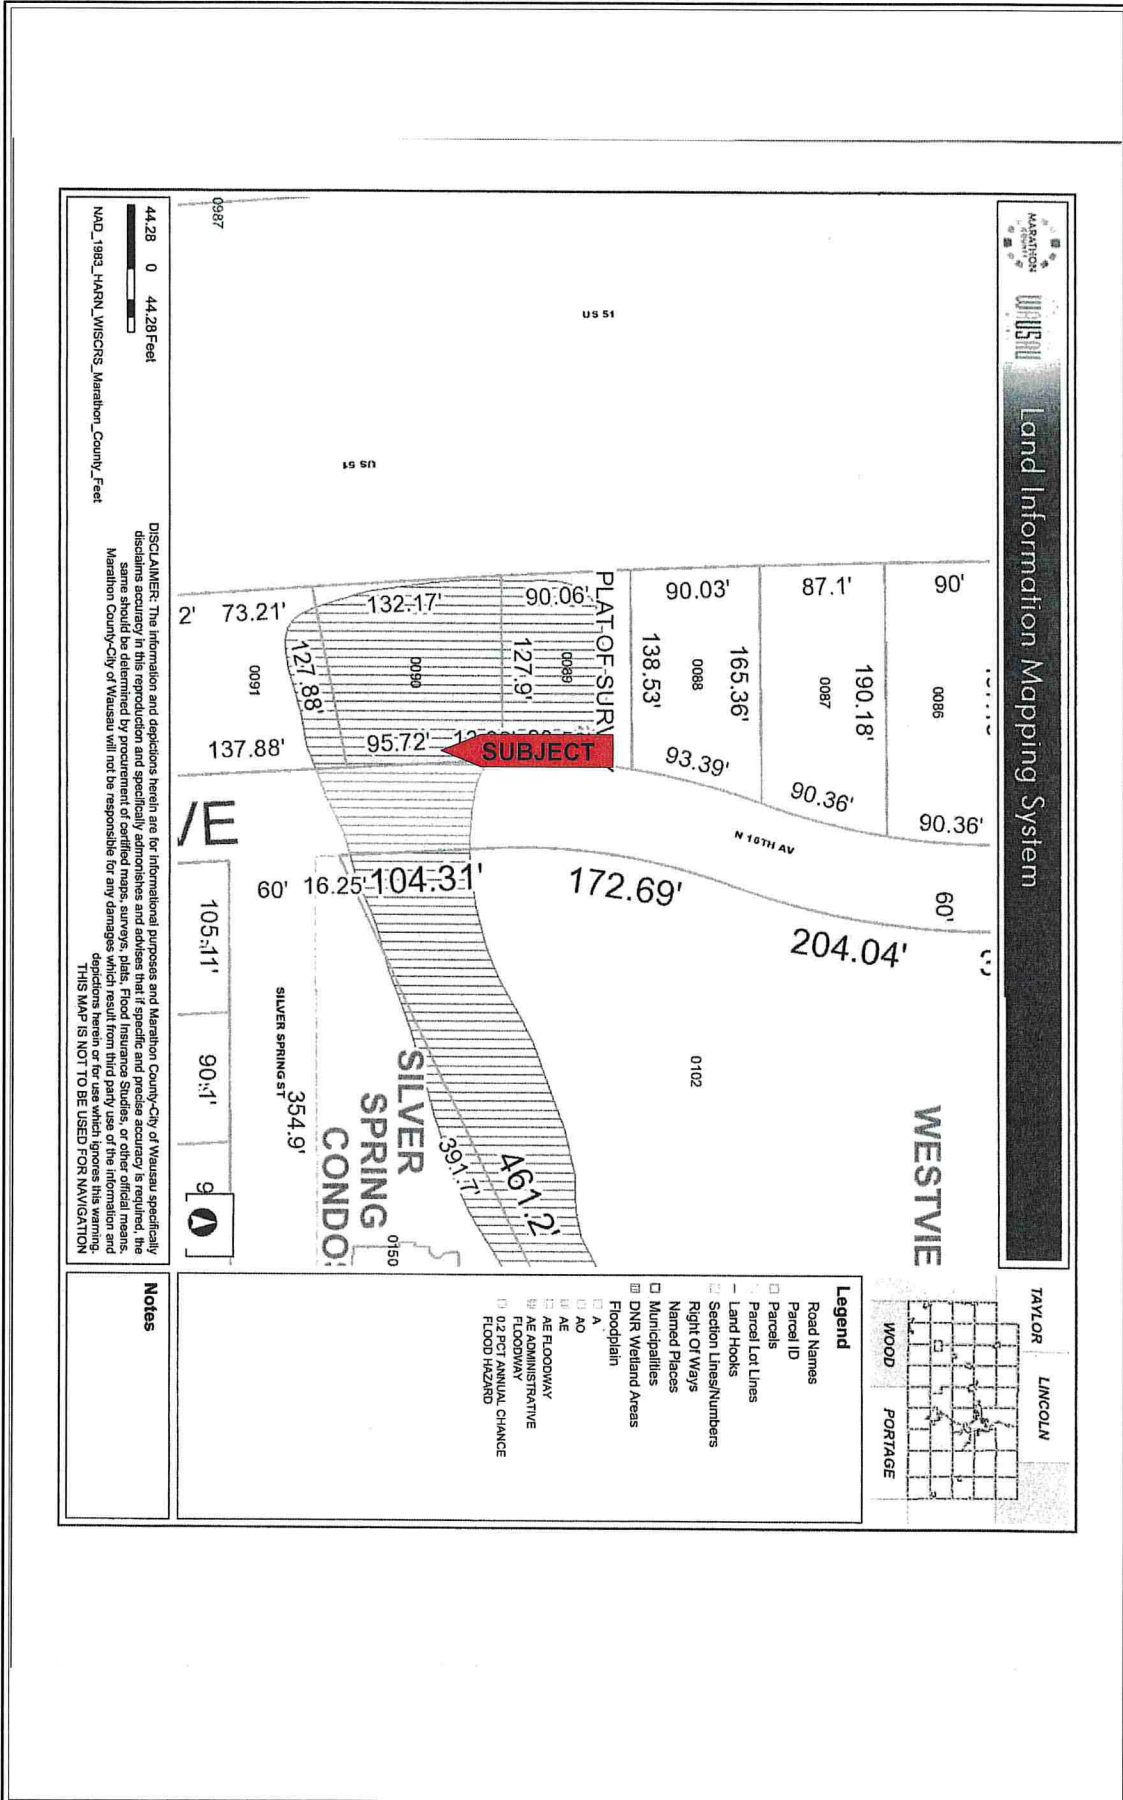 MARATHON
COUNTY
WAUSAU
Land Information Mapping System
TAYLOR
LINCOLN
WOOD
PORTAGE
WESTVIE
90'
0086
90.36'
60'
204.04'
87.1'
0087
190.18'
90.36'
N 16TH AV
90.03'
0088
165.36'
138.53'
93.39'
172.69'
0102
PLAT-OF-SURV
90.06'
0089
127.9'
SUBJECT
132.17'
0090
95.72'
104.31'
16.25'
60'
461.2'
391.7'
SILVER
SPRING
CONDO
0150
127.88'
73.21'
2'
0091
137.88'
VE
SILVER SPRING ST
354.9'
105.11'
90.1'
9
US 51
US 51
0987
Legend
Road Names
Parcel ID
Parcels
Parcel Lot Lines
Land Hooks
Section Lines/Numbers
Right Of Ways
Named Places
Municipalities
DNR Wetland Areas
Floodplain
A
AO
AE
AE FLOODWAY
AE ADMINISTRATIVE
FLOODWAY
0.2 PCT ANNUAL CHANCE
FLOOD HAZARD
44.28 0 44.28 Feet
NAD_1983_HARN_WISCRS_Marathon_County_Feet
DISCLAIMER: The information and depictions herein are for informational purposes and Marathon County-City of Wausau specifically
disclaims accuracy in this reproduction and specifically admonishes and advises that if specific and precise accuracy is required, the
same should be determined by procurement of certified maps, surveys, plats, Flood Insurance Studies, or other official means.
Marathon County-City of Wausau will not be responsible for any damages which result from third party use of the information and
depictions herein or for use which ignores this warning.
THIS MAP IS NOT TO BE USED FOR NAVIGATION
Notes